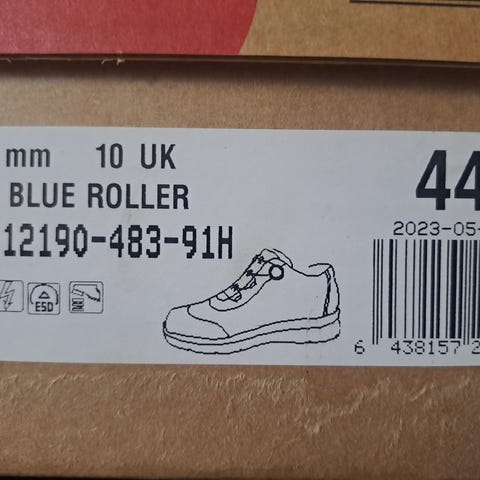 mm 10 UK 44
BLUE ROLLER
12190-483-91H
2023-05-
ESD
6 438157 2